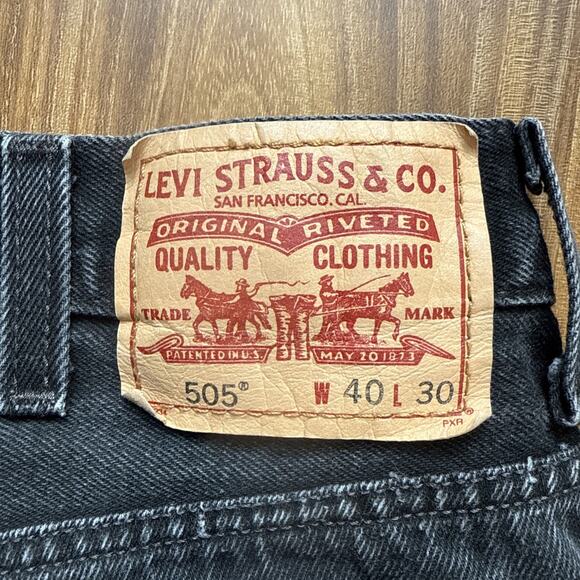 LEVI STRAUSS & CO.
SAN FRANCISCO, CAL.
ORIGINAL RIVETED
QUALITY CLOTHING
TRADE MARK
PATENTED IN U.S. MAY 20 1873
505® W 40 L 30
PXR